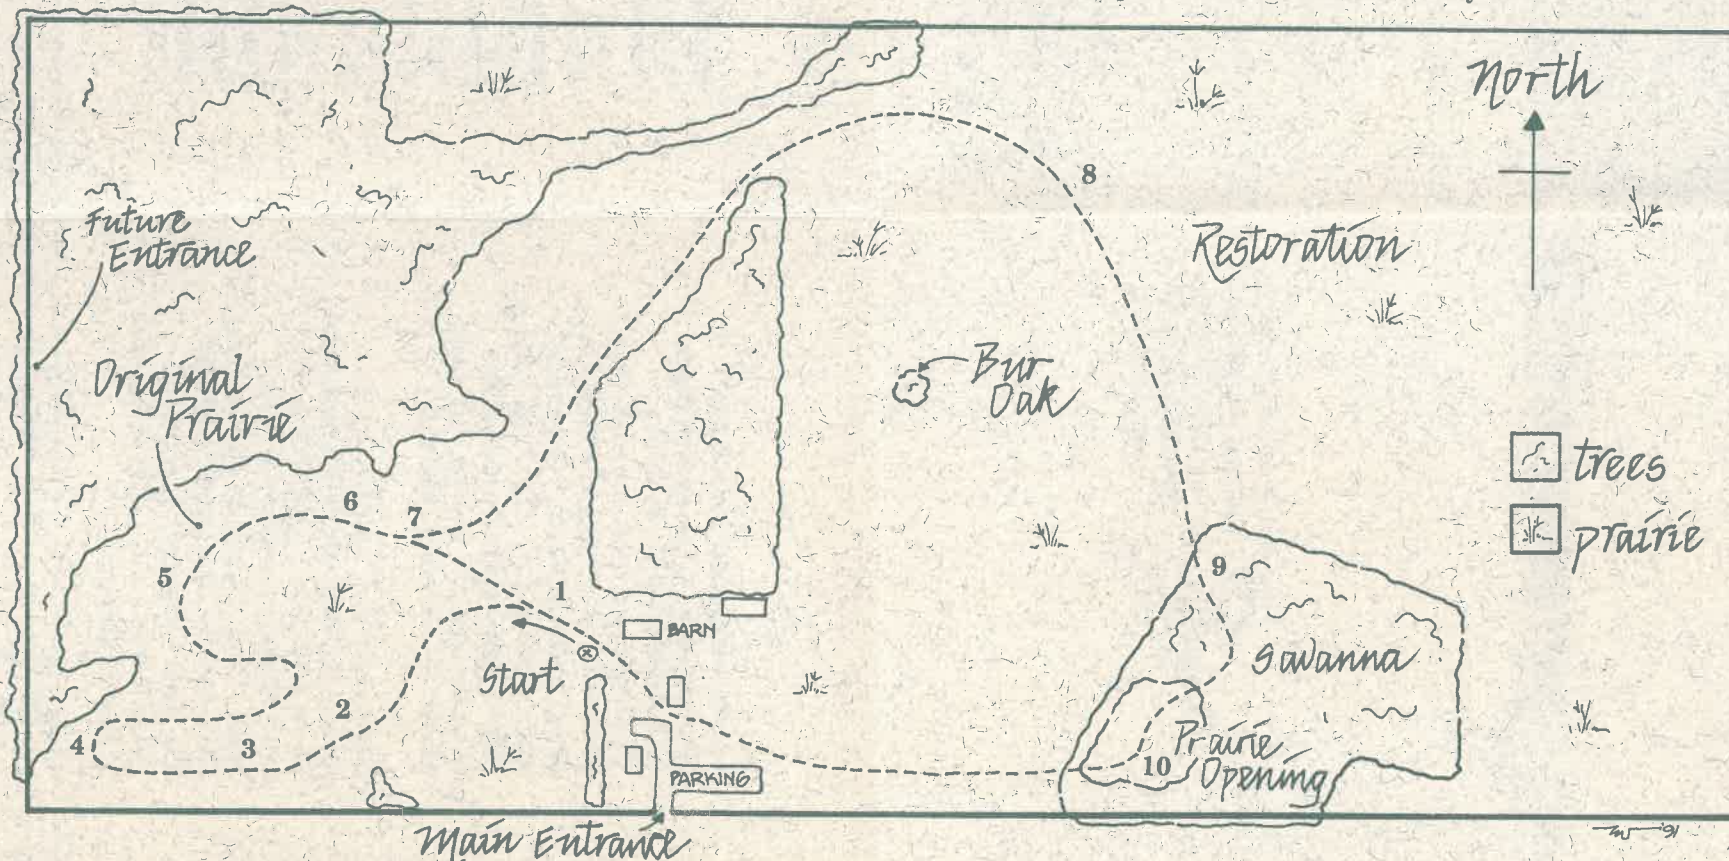 North
8
Future
Entrance
Restoration
Original
Prairie
Bur
Oak
trees
prairie
6
7
5
9
1
BARN
Savanna
Start
2
4
3
Prairie
Opening
10
PARKING
Main Entrance
'91